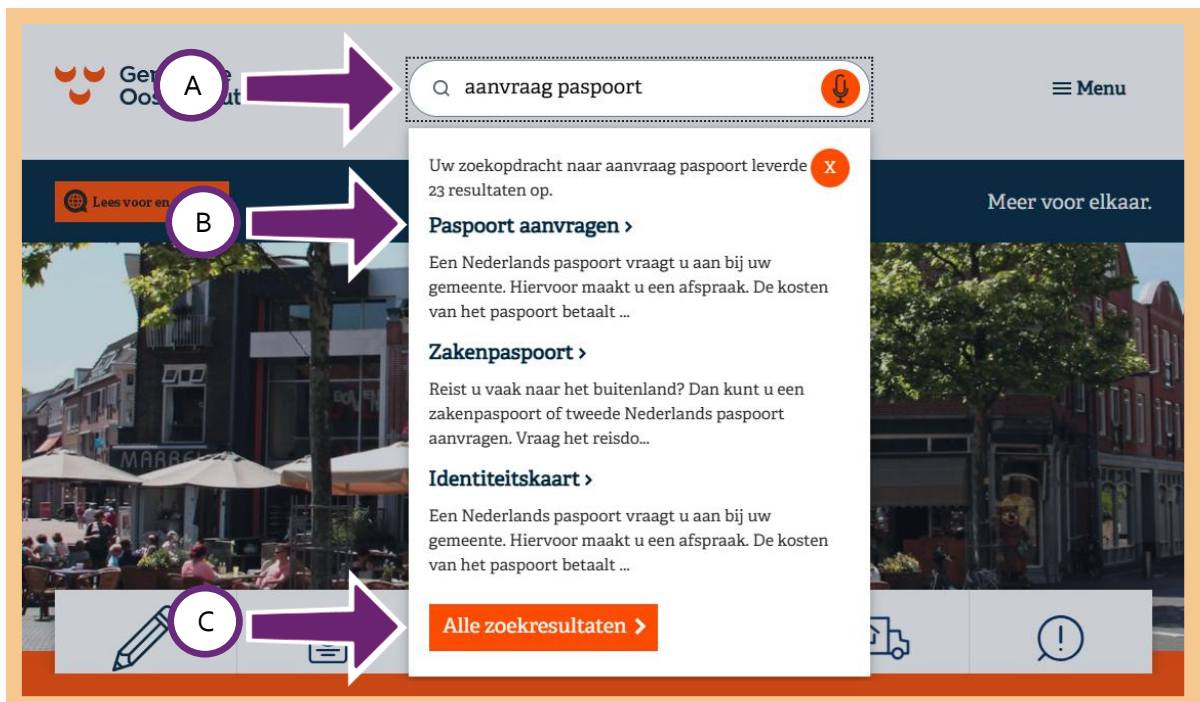 A
aanvraag paspoort
Menu
Uw zoekopdracht naar aanvraag paspoort leverde
23 resultaten op.
X
Lees voor en
B
Meer voor elkaar.
Paspoort aanvragen >
Een Nederlands paspoort vraagt u aan bij uw
gemeente. Hiervoor maakt u een afspraak. De kosten
van het paspoort betaalt ...
Zakenpaspoort >
Reist u vaak naar het buitenland? Dan kunt u een
zakenpaspoort of tweede Nederlands paspoort
aanvragen. Vraag het reisdo...
Identiteitskaart >
Een Nederlands paspoort vraagt u aan bij uw
gemeente. Hiervoor maakt u een afspraak. De kosten
van het paspoort betaalt ...
C
Alle zoekresultaten >